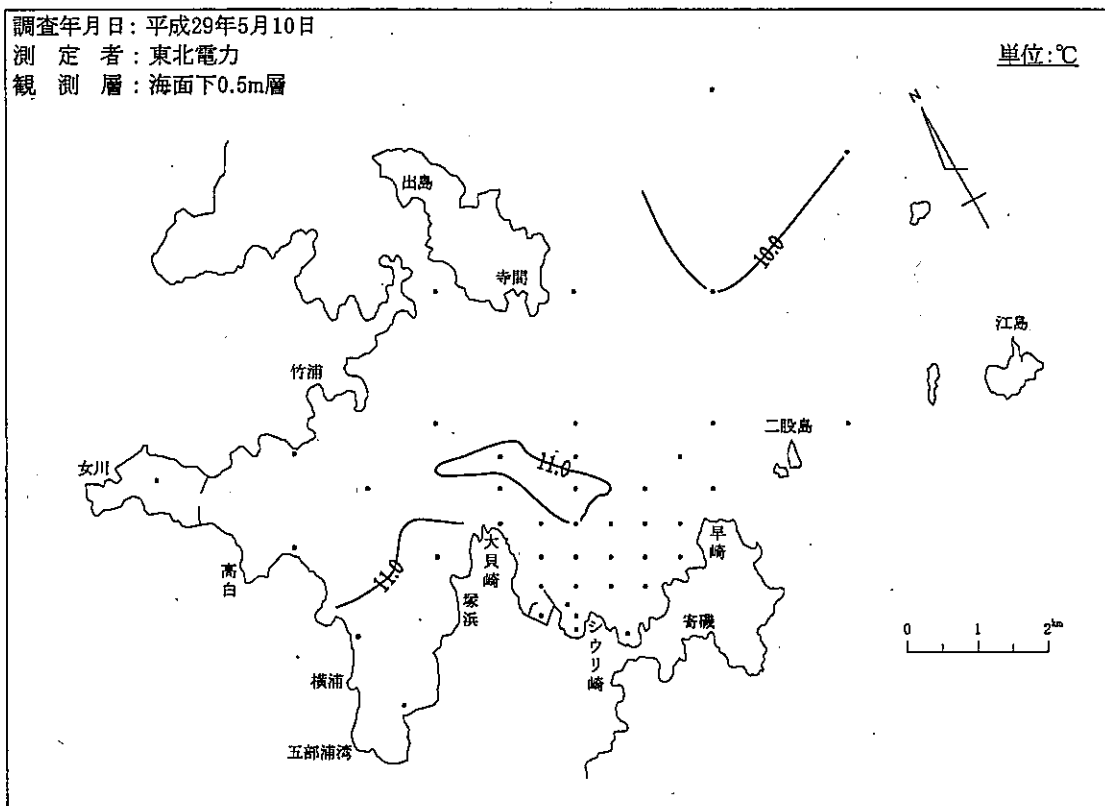 調査年月日：平成29年5月10日
測定者：東北電力
観測層：海面下0.5m層
単位：℃
N
出島
寺間
10.0
江島
竹浦
二股島
女川
11.0
高白
11.0
大貝崎
塚浜
早崎
寄磯
シウリ崎
横浦
五部浦湾
0 1 2km